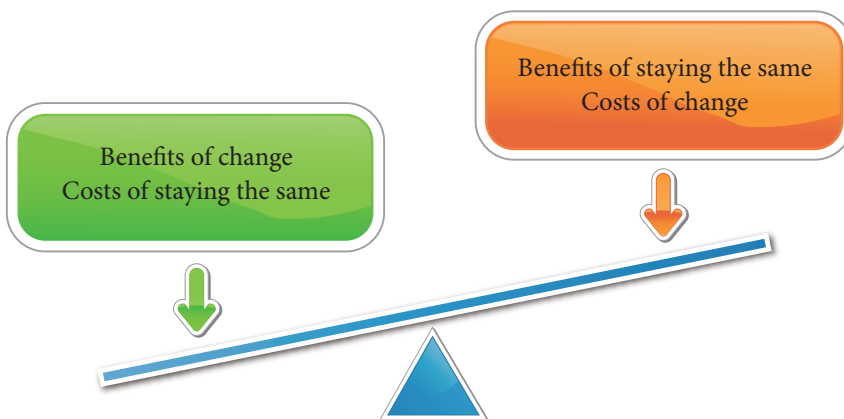 Benefits of change
Costs of staying the same
Benefits of staying the same
Costs of change